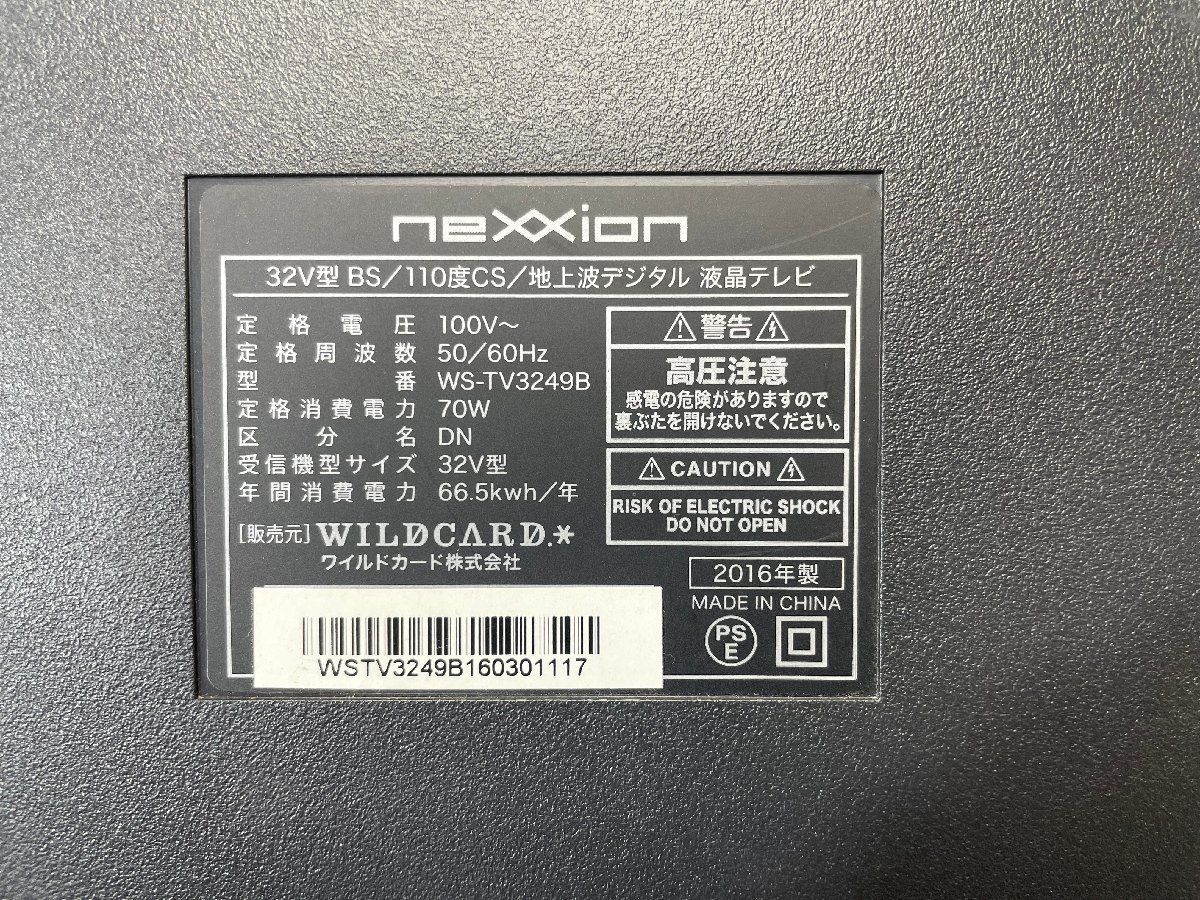 neXXion
32V型 BS／110度CS／地上波デジタル 液晶テレビ
定格電圧 100V～
定格周波数 50／60Hz
型番 WS-TV3249B
定格消費電力 70W
区分名 DN
受信機型サイズ 32V型
年間消費電力 66.5kwh／年
[販売元] WILDCARD.*
ワイルドカード株式会社
WSTV3249B160301117
警告
高圧注意
感電の危険がありますので
裏ぶたを開けないでください。
CAUTION
RISK OF ELECTRIC SHOCK
DO NOT OPEN
2016年製
MADE IN CHINA
PS
E